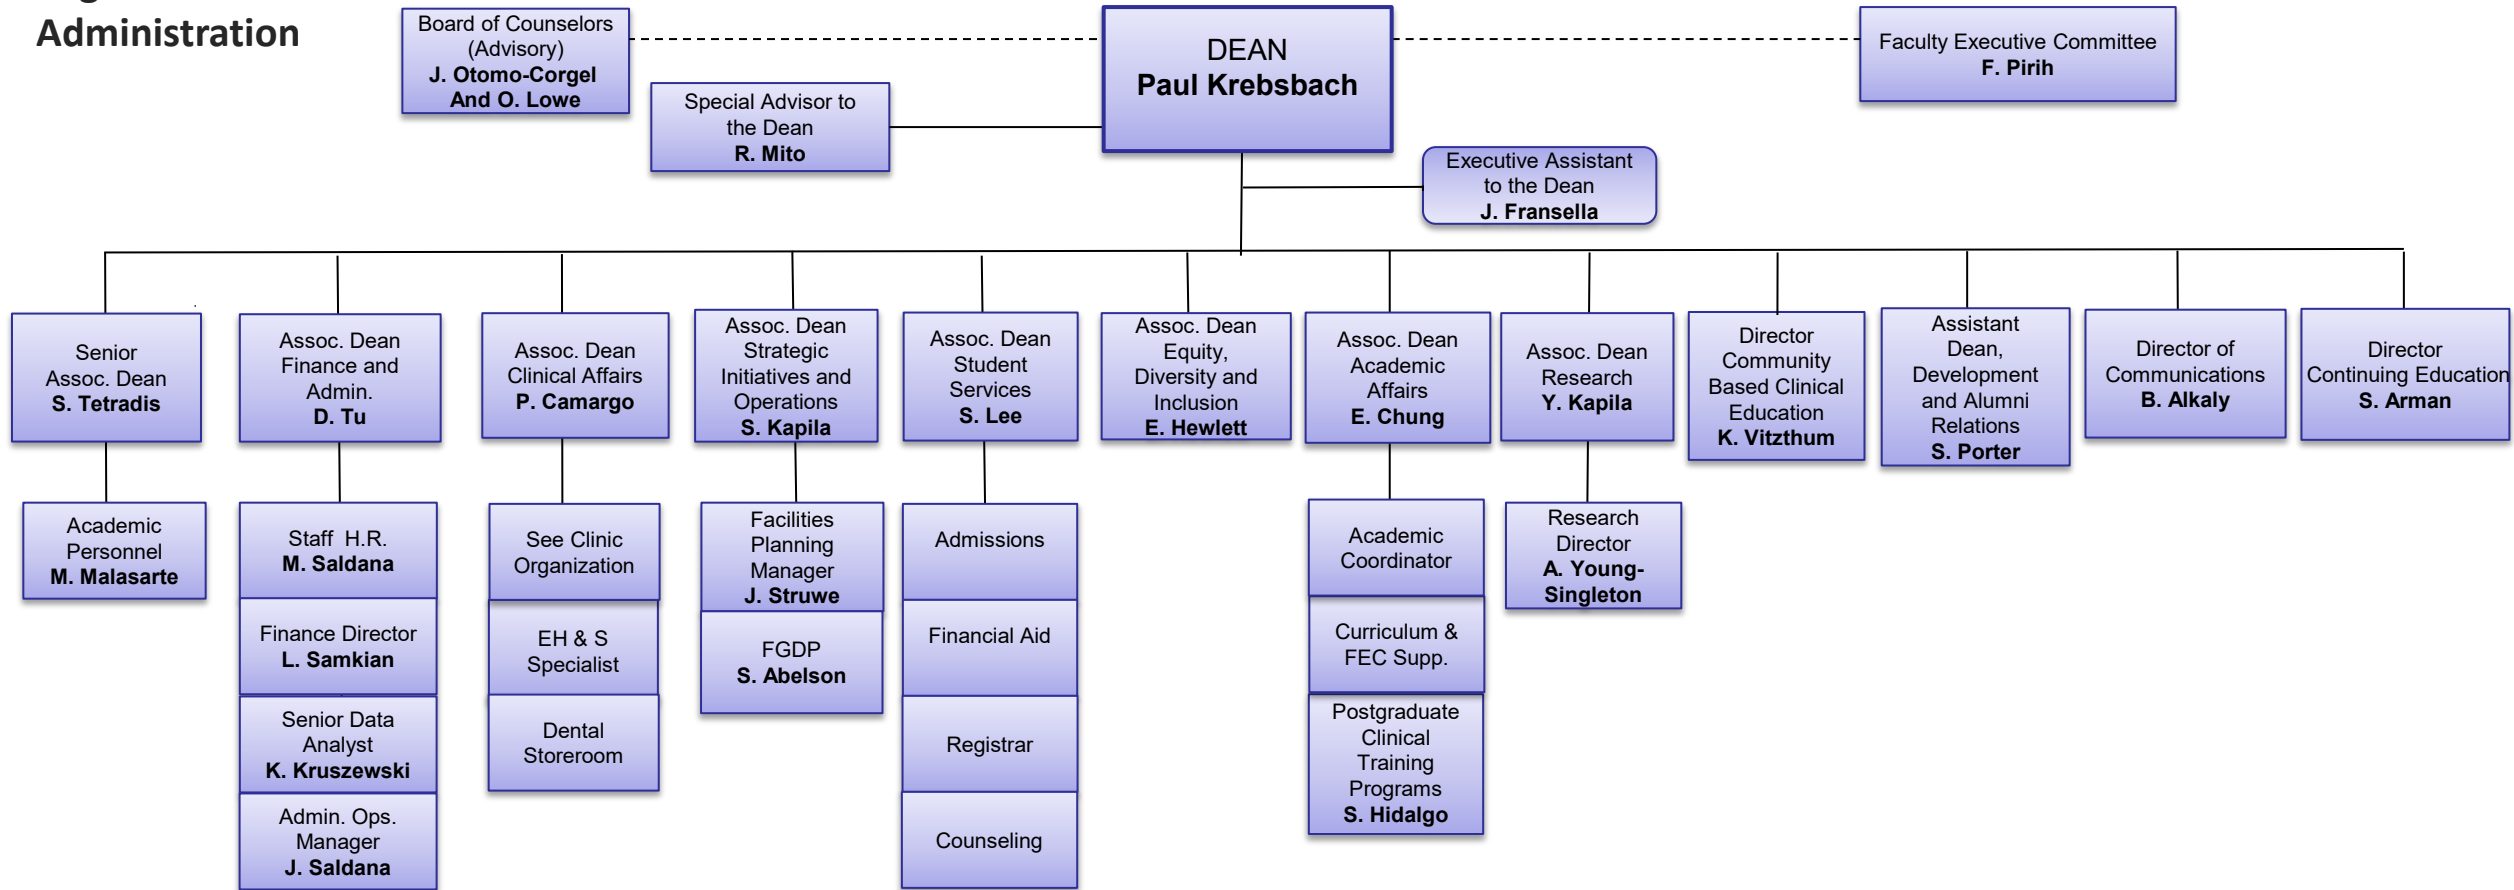 Administration
Board of Counselors
(Advisory)
J. Otomo-Corgel
And O. Lowe
DEAN
Paul Krebsbach
Faculty Executive Committee
F. Pirih
Special Advisor to
the Dean
R. Mito
Executive Assistant
to the Dean
J. Fransella
Senior
Assoc. Dean
S. Tetradis
Assoc. Dean
Finance and
Admin.
D. Tu
Assoc. Dean
Clinical Affairs
P. Camargo
Assoc. Dean
Strategic
Initiatives and
Operations
S. Kapila
Assoc. Dean
Student
Services
S. Lee
Assoc. Dean
Equity,
Diversity and
Inclusion
E. Hewlett
Assoc. Dean
Academic
Affairs
E. Chung
Assoc. Dean
Research
Y. Kapila
Director
Community
Based Clinical
Education
K. Vitzthum
Assistant
Dean,
Development
and Alumni
Relations
S. Porter
Director of
Communications
B. Alkaly
Director
Continuing Education
S. Arman
Academic
Personnel
M. Malasarte
Staff H.R.
M. Saldana
Finance Director
L. Samkian
Senior Data
Analyst
K. Kruszewski
Admin. Ops.
Manager
J. Saldana
See Clinic
Organization
EH & S
Specialist
Dental
Storeroom
Facilities
Planning
Manager
J. Struwe
FGDP
S. Abelson
Admissions
Financial Aid
Registrar
Counseling
Academic
Coordinator
Curriculum &
FEC Supp.
Postgraduate
Clinical
Training
Programs
S. Hidalgo
Research
Director
A. Young-
Singleton